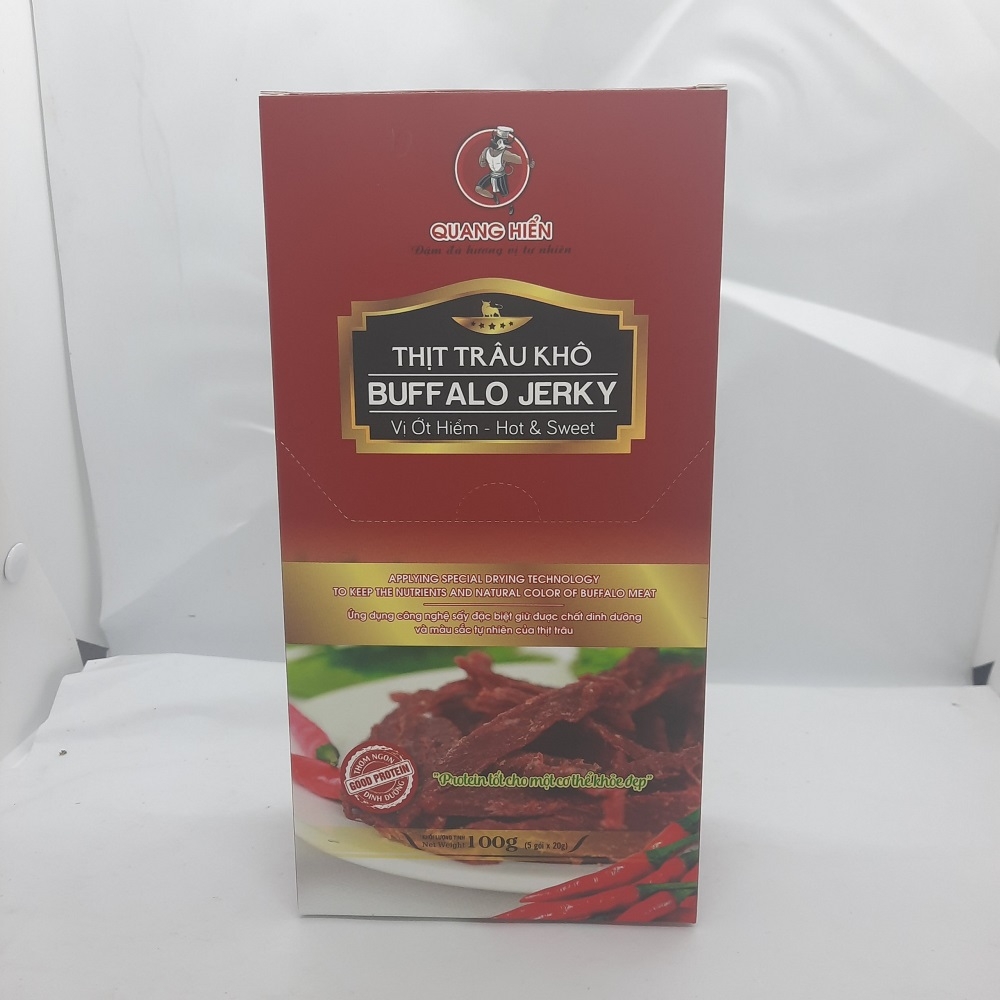 QUANG HIỂN
Đậm đà hương vị tự nhiên
THỊT TRÂU KHÔ
BUFFALO JERKY
Vị Ớt Hiểm - Hot & Sweet
APPLYING SPECIAL DRYING TECHNOLOGY
TO KEEP THE NUTRIENTS AND NATURAL COLOR OF BUFFALO MEAT
Ứng dụng công nghệ sấy đặc biệt giữ được chất dinh dưỡng
và màu sắc tự nhiên của thịt trâu
THƠM NGON
GOOD PROTEIN
DINH DƯỠNG
"Protein tốt cho một cơ thể khỏe đẹp"
KHỐI LƯỢNG TỊNH
Net Weight 100g (5 gói x 20g)